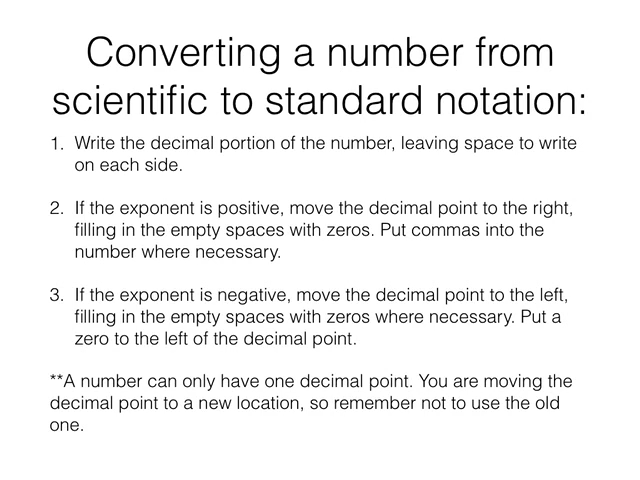 Converting a number from
scientific to standard notation:
1. Write the decimal portion of the number, leaving space to write
on each side.
2. If the exponent is positive, move the decimal point to the right,
filling in the empty spaces with zeros. Put commas into the
number where necessary.
3. If the exponent is negative, move the decimal point to the left,
filling in the empty spaces with zeros where necessary. Put a
zero to the left of the decimal point.
**A number can only have one decimal point. You are moving the
decimal point to a new location, so remember not to use the old
one.